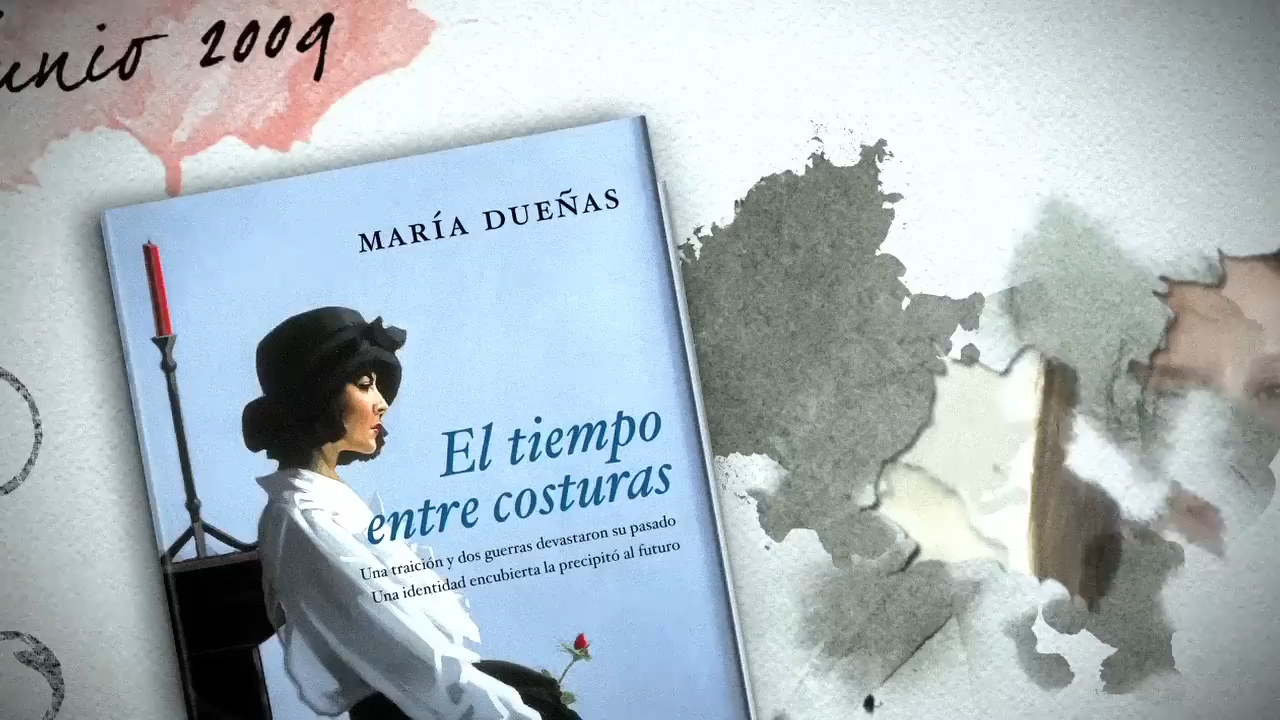 junio 2009
MARÍA DUEÑAS
El tiempo
entre costuras
Una traición y dos guerras devastaron su pasado
Una identidad encubierta la precipitó al futuro